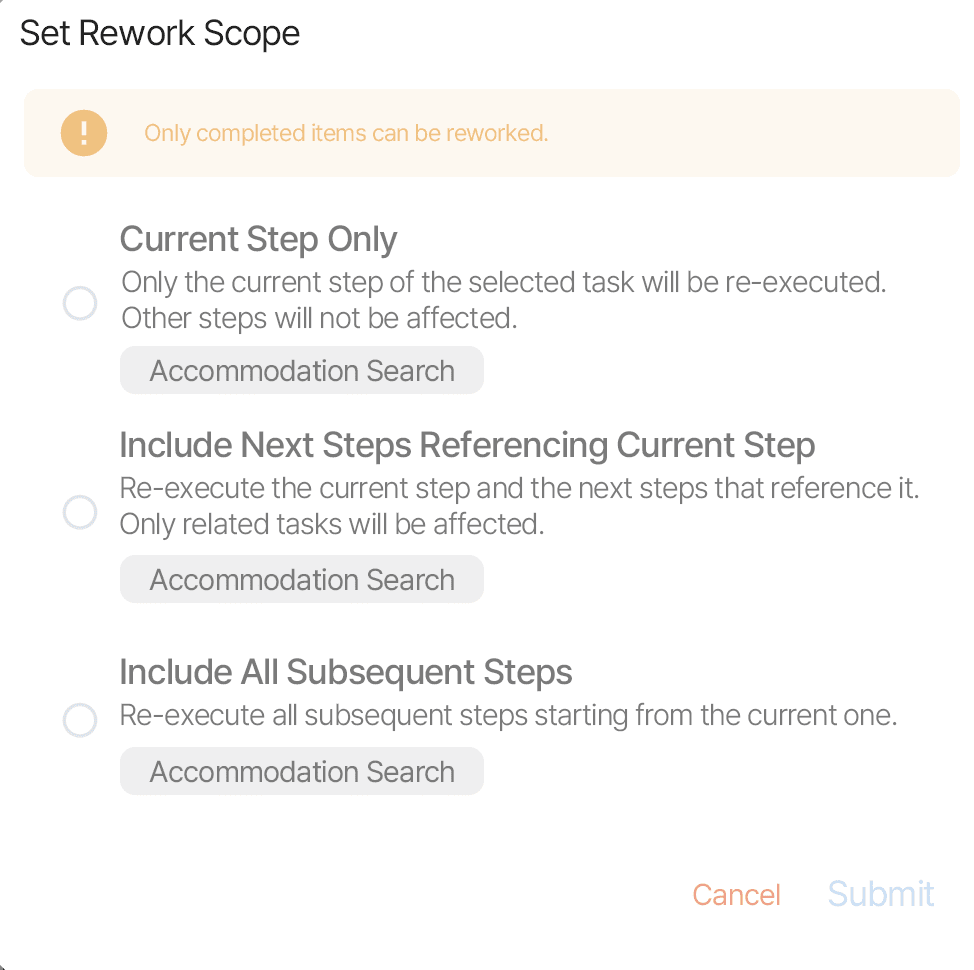 Set Rework Scope
Only completed items can be reworked.
Current Step Only
Only the current step of the selected task will be re-executed.
Other steps will not be affected.
Accommodation Search
Include Next Steps Referencing Current Step
Re-execute the current step and the next steps that reference it.
Only related tasks will be affected.
Accommodation Search
Include All Subsequent Steps
Re-execute all subsequent steps starting from the current one.
Accommodation Search
Cancel Submit